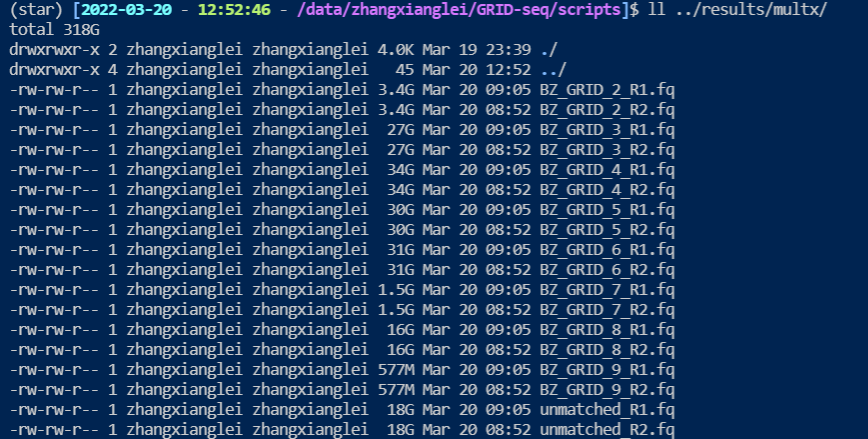 (star) [2022-03-20 - 12:52:46 - /data/zhangxianglei/GRID-seq/scripts]$ ll ../results/multx/
total 318G
drwxrwxr-x 2 zhangxianglei zhangxianglei 4.0K Mar 19 23:39 ./
drwxrwxr-x 4 zhangxianglei zhangxianglei   45 Mar 20 12:52 ../
-rw-rw-r-- 1 zhangxianglei zhangxianglei 3.4G Mar 20 09:05 BZ_GRID_2_R1.fq
-rw-rw-r-- 1 zhangxianglei zhangxianglei 3.4G Mar 20 08:52 BZ_GRID_2_R2.fq
-rw-rw-r-- 1 zhangxianglei zhangxianglei  27G Mar 20 09:05 BZ_GRID_3_R1.fq
-rw-rw-r-- 1 zhangxianglei zhangxianglei  27G Mar 20 08:52 BZ_GRID_3_R2.fq
-rw-rw-r-- 1 zhangxianglei zhangxianglei  34G Mar 20 09:05 BZ_GRID_4_R1.fq
-rw-rw-r-- 1 zhangxianglei zhangxianglei  34G Mar 20 08:52 BZ_GRID_4_R2.fq
-rw-rw-r-- 1 zhangxianglei zhangxianglei  30G Mar 20 09:05 BZ_GRID_5_R1.fq
-rw-rw-r-- 1 zhangxianglei zhangxianglei  30G Mar 20 08:52 BZ_GRID_5_R2.fq
-rw-rw-r-- 1 zhangxianglei zhangxianglei  31G Mar 20 09:05 BZ_GRID_6_R1.fq
-rw-rw-r-- 1 zhangxianglei zhangxianglei  31G Mar 20 08:52 BZ_GRID_6_R2.fq
-rw-rw-r-- 1 zhangxianglei zhangxianglei 1.5G Mar 20 09:05 BZ_GRID_7_R1.fq
-rw-rw-r-- 1 zhangxianglei zhangxianglei 1.5G Mar 20 08:52 BZ_GRID_7_R2.fq
-rw-rw-r-- 1 zhangxianglei zhangxianglei  16G Mar 20 09:05 BZ_GRID_8_R1.fq
-rw-rw-r-- 1 zhangxianglei zhangxianglei  16G Mar 20 08:52 BZ_GRID_8_R2.fq
-rw-rw-r-- 1 zhangxianglei zhangxianglei 577M Mar 20 09:05 BZ_GRID_9_R1.fq
-rw-rw-r-- 1 zhangxianglei zhangxianglei 577M Mar 20 08:52 BZ_GRID_9_R2.fq
-rw-rw-r-- 1 zhangxianglei zhangxianglei  18G Mar 20 09:05 unmatched_R1.fq
-rw-rw-r-- 1 zhangxianglei zhangxianglei  18G Mar 20 08:52 unmatched_R2.fq